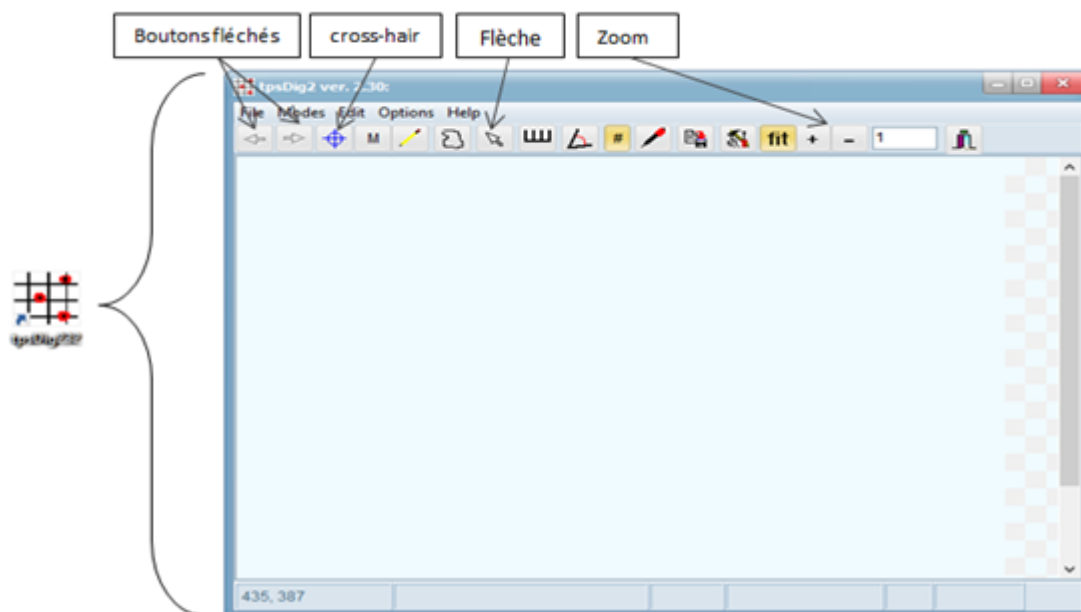 Boutons fléchés
cross-hair
Flèche
Zoom
tpsDig2 ver. 2.30:
File Modes Edit Options Help
M # fit + - 1
tpsDig232
435, 387